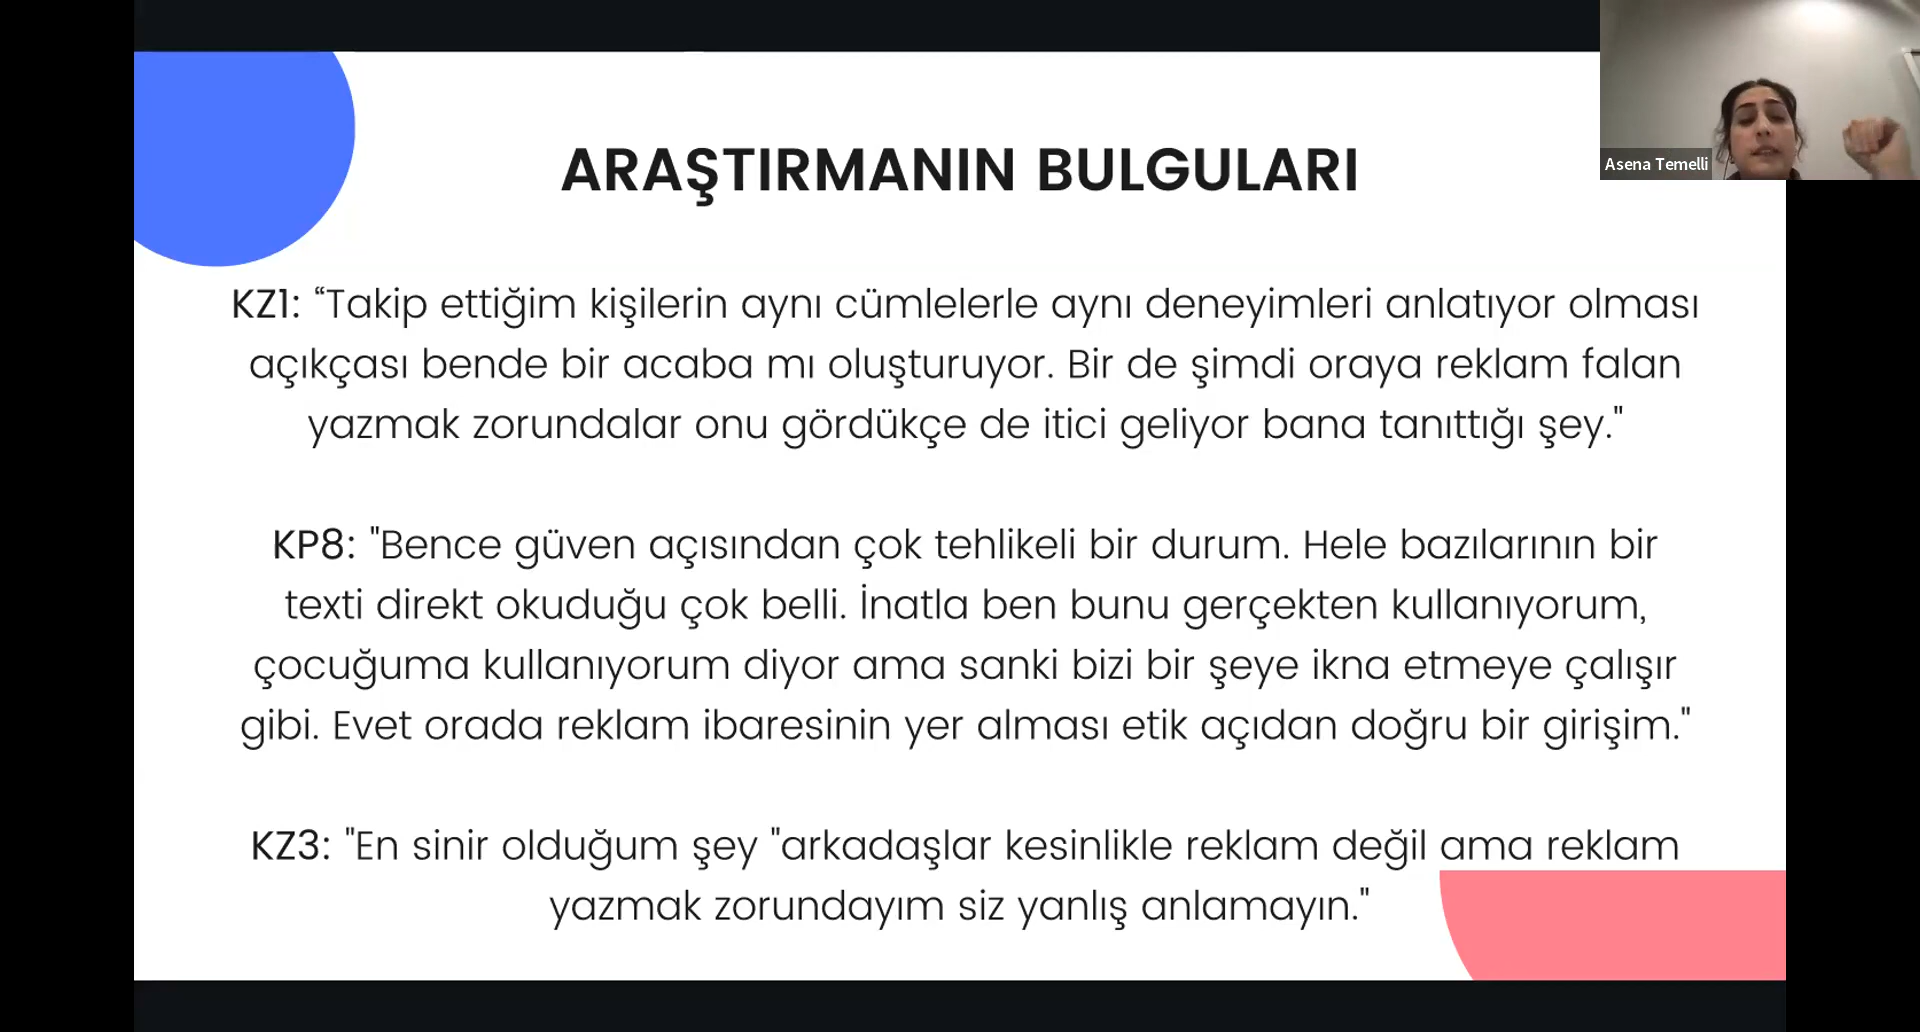 ARAŞTIRMANIN BULGULARI
Asena Temelli
KZ1: “Takip ettiğim kişilerin aynı cümlelerle aynı deneyimleri anlatıyor olması
açıkçası bende bir acaba mı oluşturuyor. Bir de şimdi oraya reklam falan
yazmak zorundalar onu gördükçe de itici geliyor bana tanıttığı şey."
KP8: "Bence güven açısından çok tehlikeli bir durum. Hele bazılarının bir
texti direkt okuduğu çok belli. İnatla ben bunu gerçekten kullanıyorum,
çocuğuma kullanıyorum diyor ama sanki bizi bir şeye ikna etmeye çalışır
gibi. Evet orada reklam ibaresinin yer alması etik açıdan doğru bir girişim."
KZ3: "En sinir olduğum şey "arkadaşlar kesinlikle reklam değil ama reklam
yazmak zorundayım siz yanlış anlamayın."